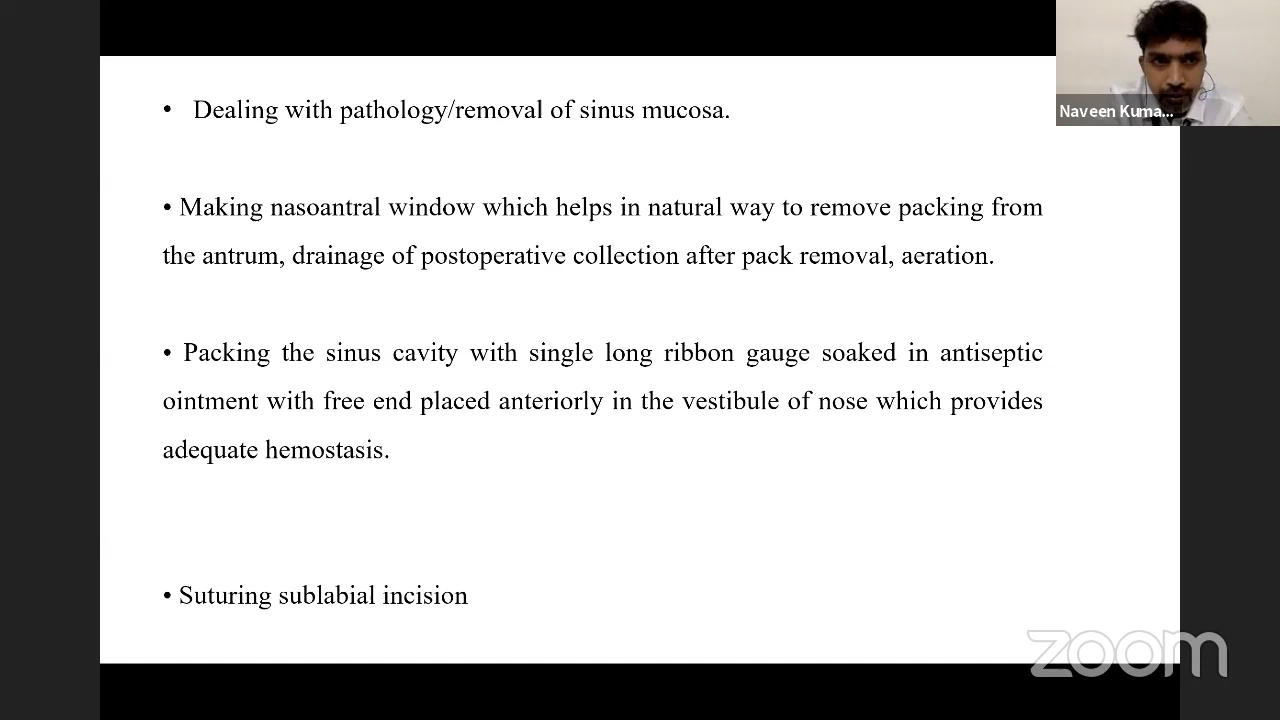 • Dealing with pathology/removal of sinus mucosa.
Naveen Kuma...
• Making nasoantral window which helps in natural way to remove packing from
the antrum, drainage of postoperative collection after pack removal, aeration.
• Packing the sinus cavity with single long ribbon gauge soaked in antiseptic
ointment with free end placed anteriorly in the vestibule of nose which provides
adequate hemostasis.
• Suturing sublabial incision
zoom